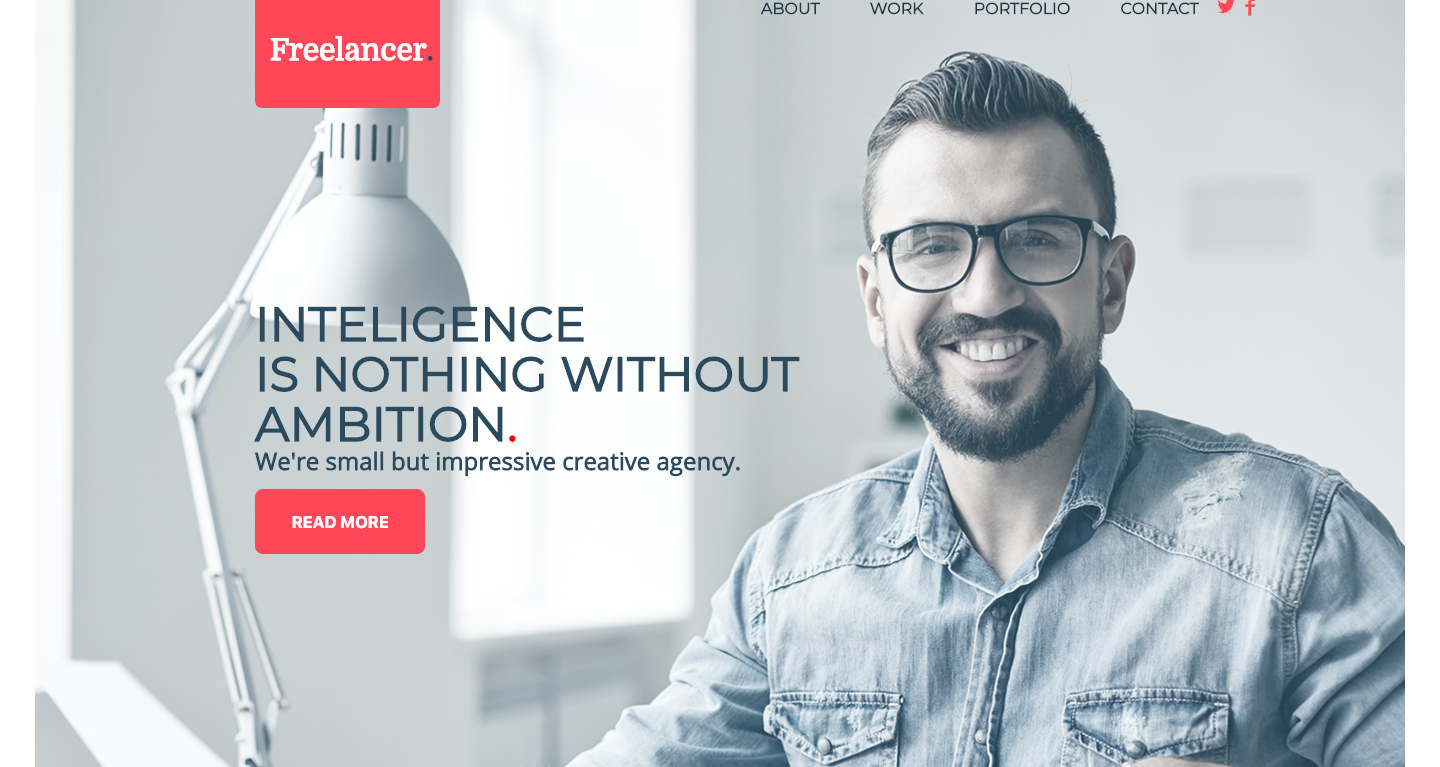 Freelancer.
ABOUT WORK PORTFOLIO CONTACT
INTELIGENCE
IS NOTHING WITHOUT
AMBITION.
We're small but impressive creative agency.
READ MORE